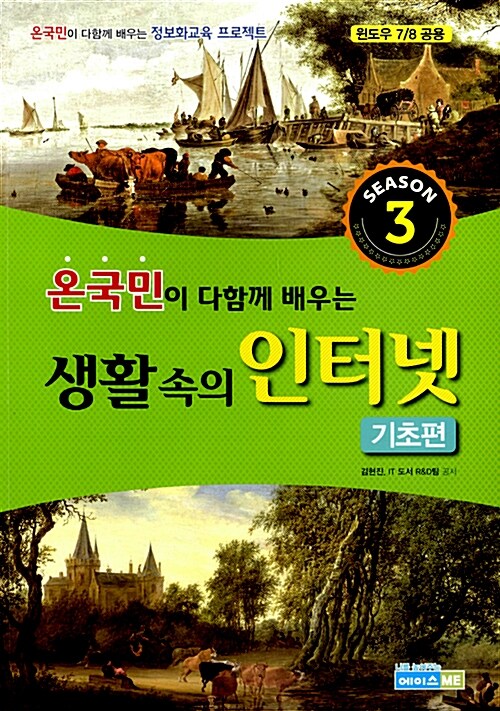 온국민이 다함께 배우는 정보화교육 프로젝트
윈도우 7/8 공용
SEASON
3
온국민이 다함께 배우는
생활 속의 인터넷
기초편
김현진, IT 도서 R&D팀 공사
에이스 ME